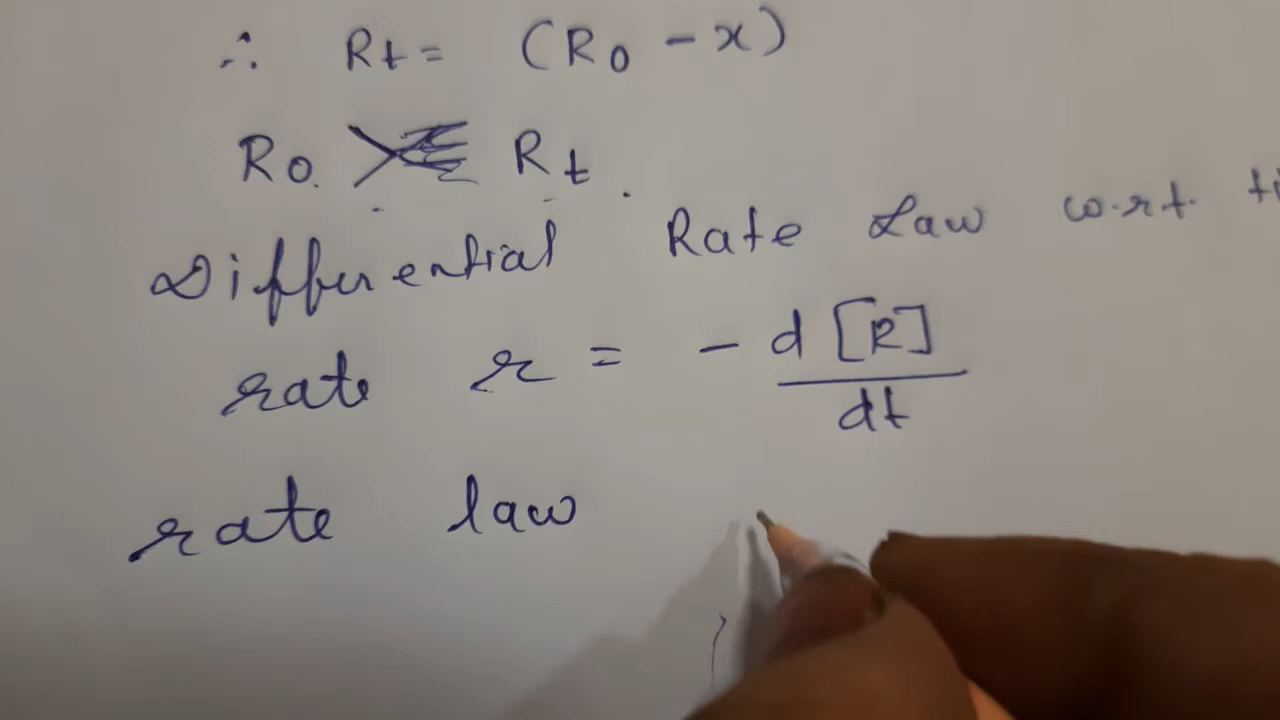 ∴ Rt = (R0 - x)
R0 > Rt.
Differential Rate Law w.r.t.
rate r = - d[R]/dt
rate law